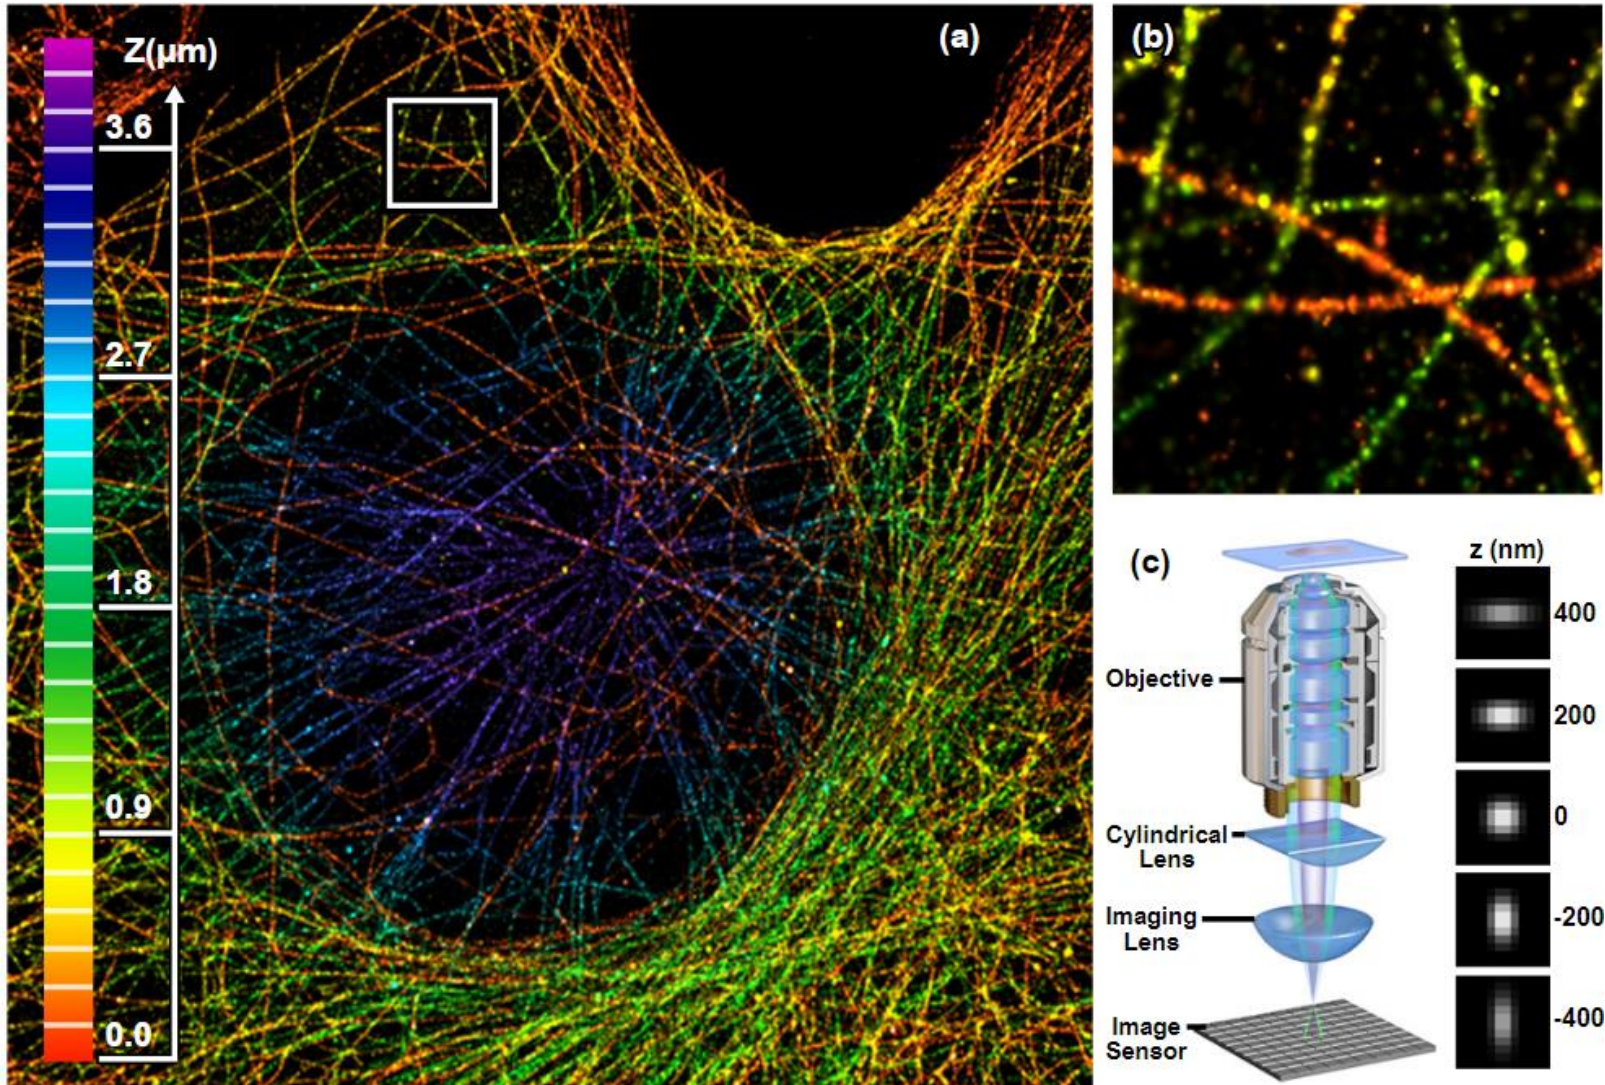 Z(µm)
3.6
2.7
1.8
0.9
0.0
(a)
(b)
(c)
z (nm)
400
200
0
-200
-400
Objective
Cylindrical
Lens
Imaging
Lens
Image
Sensor